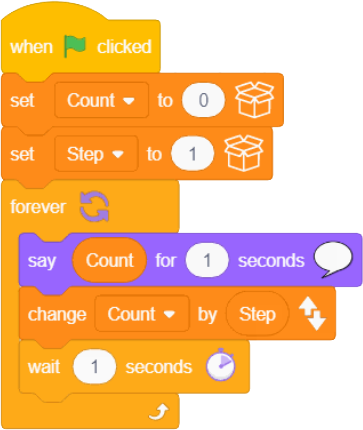 when clicked
set Count to 0
set Step to 1
forever
say Count for 1 seconds
change Count by Step
wait 1 seconds